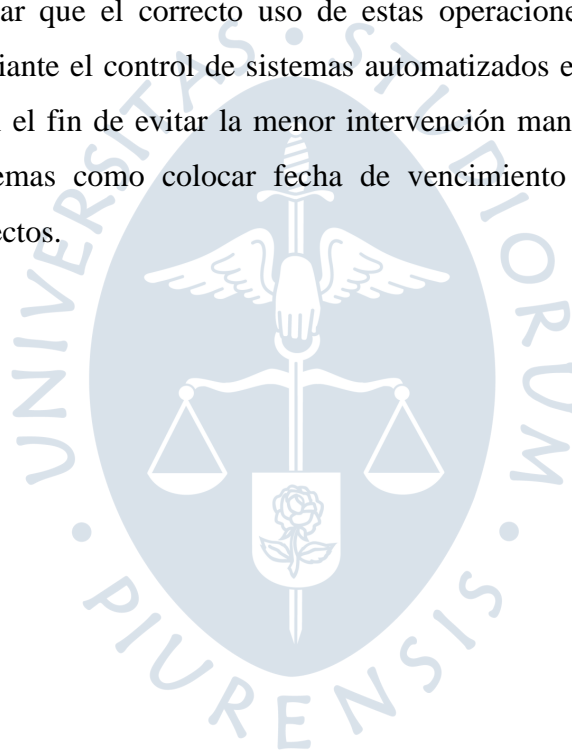 ar que el correcto uso de estas operacione
iante el control de sistemas automatizados e
el fin de evitar la menor intervención man
emas como colocar fecha de vencimiento
ectos.
UNIVERSITAS • STUDIORUM • PIURENSIS •